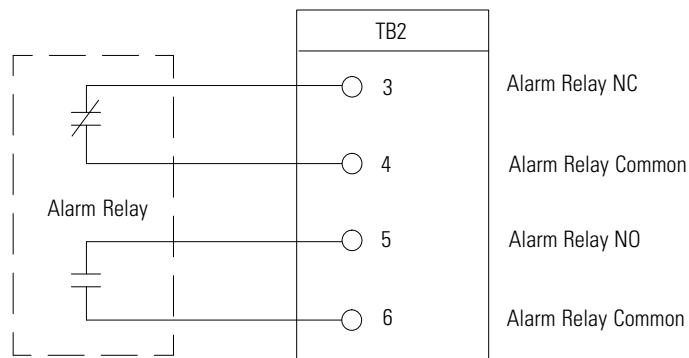 TB2
3 Alarm Relay NC
4 Alarm Relay Common
Alarm Relay
5 Alarm Relay NO
6 Alarm Relay Common